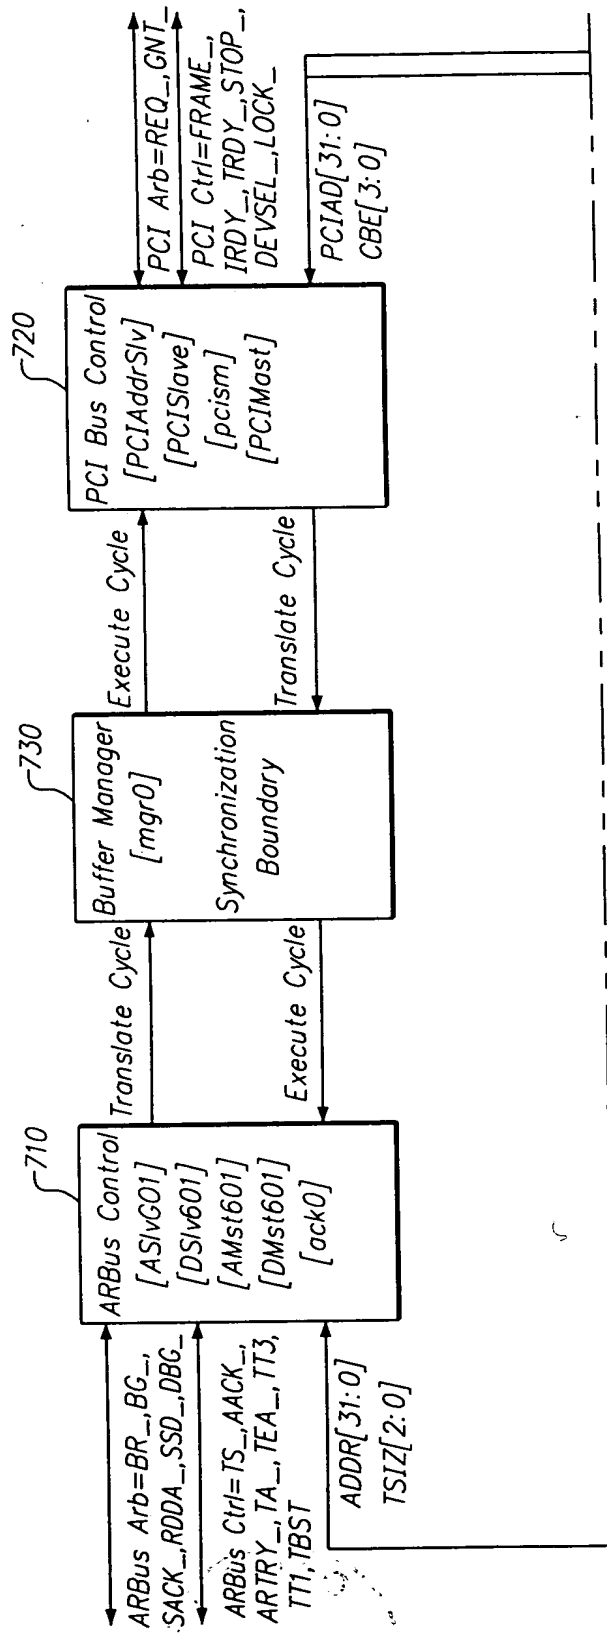 ARBus Arb=BR_,BG_,
SACK_,RDDA_,SSD_,DBG_
ARBus Ctrl=TS_,AACK_,
ARTRY_,TA_,TEA_,TT3,
TT1,TBST
ADDR[31:0]
TSIZ[2:0]
710
ARBus Control
[ASlvG01]
[DSlv601]
[AMst601]
[DMst601]
[ack0]
Translate Cycle
Execute Cycle
730
Buffer Manager
[mgr0]
Synchronization
Boundary
Execute Cycle
Translate Cycle
720
PCI Bus Control
[PCIAddrSlv]
[PCISlave]
[pcism]
[PCIMast]
PCI Arb=REQ_,GNT_
PCI Ctrl=FRAME_,
IRDY_,TRDY_,STOP_,
DEVSEL_,LOCK_
PCIAD[31:0]
CBE[3:0]